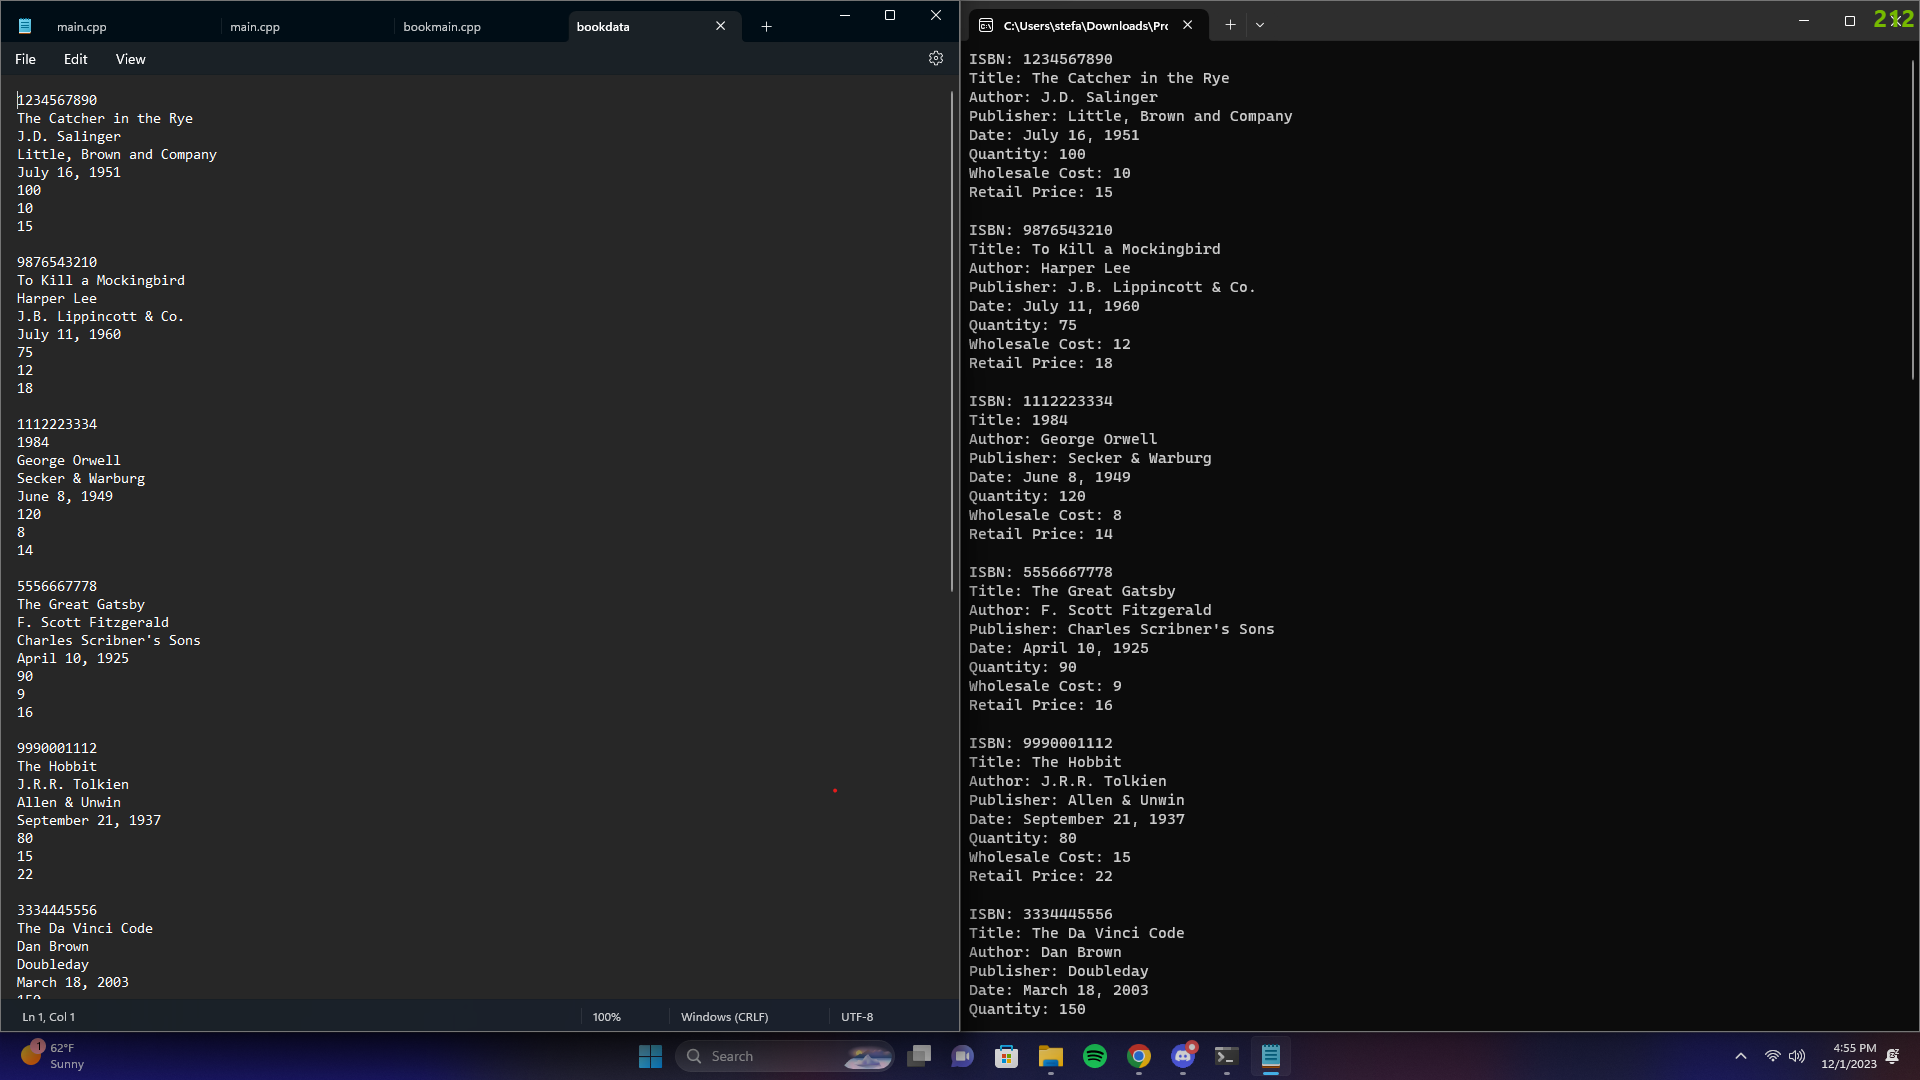 main.cpp
main.cpp
bookmain.cpp
bookdata
File
Edit
View
1234567890
The Catcher in the Rye
J.D. Salinger
Little, Brown and Company
July 16, 1951
100
10
15
9876543210
To Kill a Mockingbird
Harper Lee
J.B. Lippincott & Co.
July 11, 1960
75
12
18
1112223334
1984
George Orwell
Secker & Warburg
June 8, 1949
120
8
14
5556667778
The Great Gatsby
F. Scott Fitzgerald
Charles Scribner's Sons
April 10, 1925
90
9
16
9990001112
The Hobbit
J.R.R. Tolkien
Allen & Unwin
September 21, 1937
80
15
22
3334445556
The Da Vinci Code
Dan Brown
Doubleday
March 18, 2003
150
Ln 1, Col 1
100%
Windows (CRLF)
UTF-8
C:\Users\stefa\Downloads\Prc
212
ISBN: 1234567890
Title: The Catcher in the Rye
Author: J.D. Salinger
Publisher: Little, Brown and Company
Date: July 16, 1951
Quantity: 100
Wholesale Cost: 10
Retail Price: 15
ISBN: 9876543210
Title: To Kill a Mockingbird
Author: Harper Lee
Publisher: J.B. Lippincott & Co.
Date: July 11, 1960
Quantity: 75
Wholesale Cost: 12
Retail Price: 18
ISBN: 1112223334
Title: 1984
Author: George Orwell
Publisher: Secker & Warburg
Date: June 8, 1949
Quantity: 120
Wholesale Cost: 8
Retail Price: 14
ISBN: 5556667778
Title: The Great Gatsby
Author: F. Scott Fitzgerald
Publisher: Charles Scribner's Sons
Date: April 10, 1925
Quantity: 90
Wholesale Cost: 9
Retail Price: 16
ISBN: 9990001112
Title: The Hobbit
Author: J.R.R. Tolkien
Publisher: Allen & Unwin
Date: September 21, 1937
Quantity: 80
Wholesale Cost: 15
Retail Price: 22
ISBN: 3334445556
Title: The Da Vinci Code
Author: Dan Brown
Publisher: Doubleday
Date: March 18, 2003
Quantity: 150
1
62°F
Sunny
Search
4:55 PM
12/1/2023